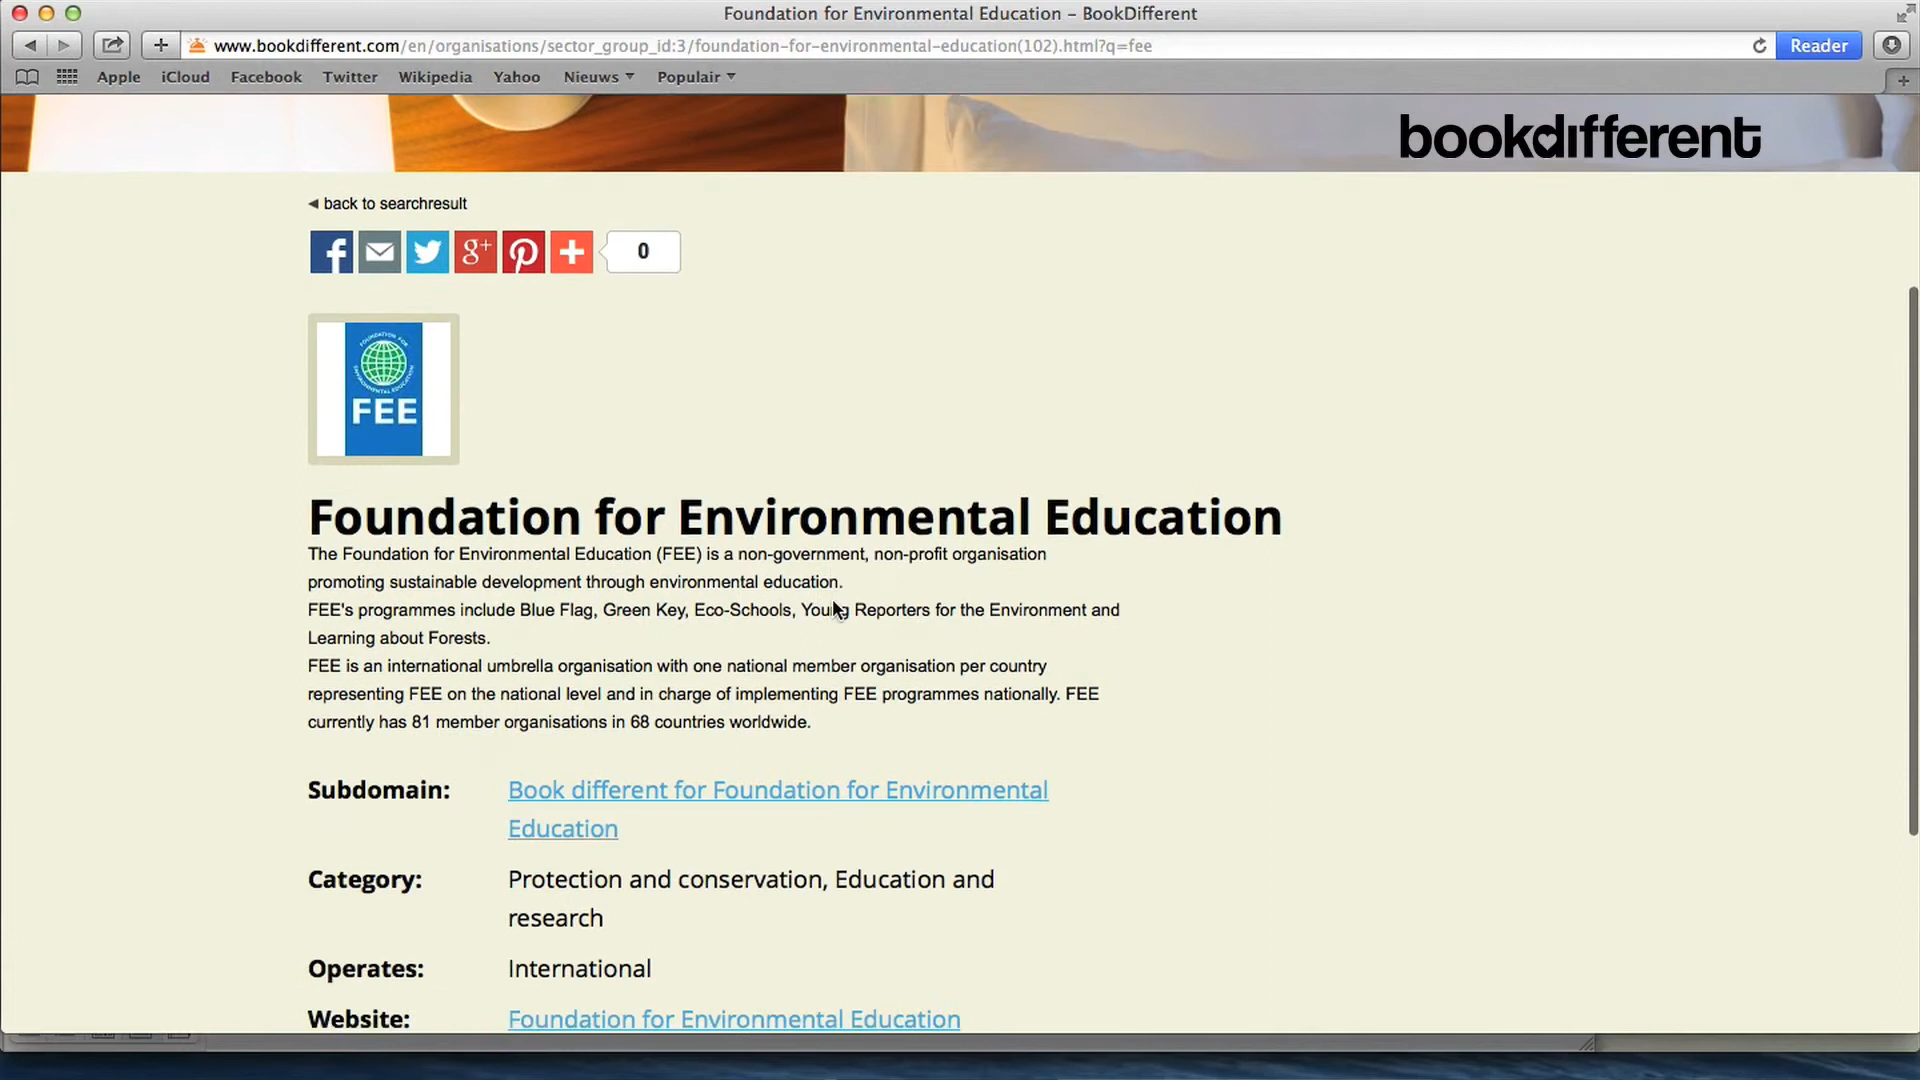 Foundation for Environmental Education – BookDifferent
www.bookdifferent.com/en/organisations/sector_group_id:3/foundation-for-environmental-education(102).html?q=fee
Reader
Apple iCloud Facebook Twitter Wikipedia Yahoo Nieuws Populair
bookdifferent
back to searchresult
0
FOUNDATION FOR
ENVIRONMENTAL EDUCATION
FEE
Foundation for Environmental Education
The Foundation for Environmental Education (FEE) is a non-government, non-profit organisation
promoting sustainable development through environmental education.
FEE's programmes include Blue Flag, Green Key, Eco-Schools, Young Reporters for the Environment and
Learning about Forests.
FEE is an international umbrella organisation with one national member organisation per country
representing FEE on the national level and in charge of implementing FEE programmes nationally. FEE
currently has 81 member organisations in 68 countries worldwide.
Subdomain: Book different for Foundation for Environmental
Education
Category: Protection and conservation, Education and
research
Operates: International
Website: Foundation for Environmental Education